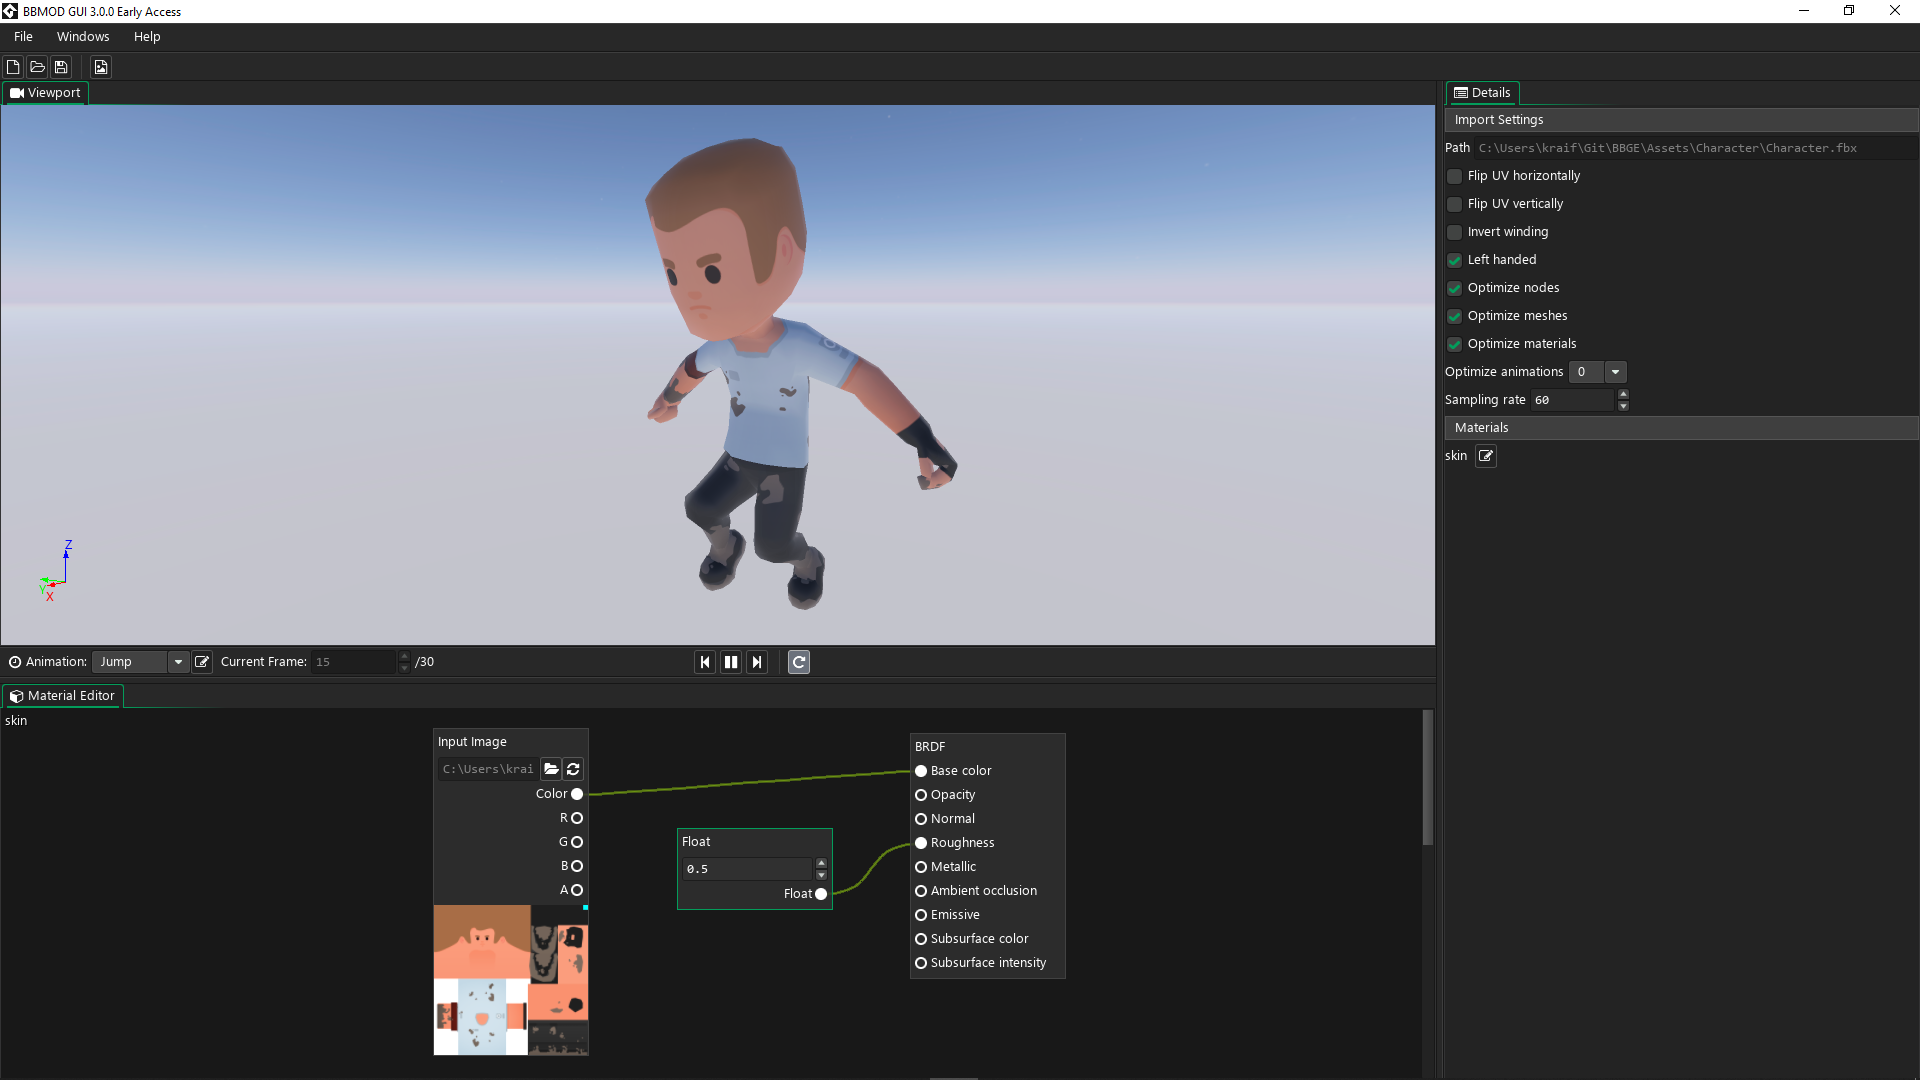 BBMOD GUI 3.0.0 Early Access
File Windows Help
Viewport
Z
Y
X
Animation: Jump Current Frame: 15 /30
Material Editor
skin
Input Image
C:\Users\krai
Color
R
G
B
A
Float
0.5
Float
BRDF
Base color
Opacity
Normal
Roughness
Metallic
Ambient occlusion
Emissive
Subsurface color
Subsurface intensity
Details
Import Settings
Path C:\Users\kraif\Git\BBGE\Assets\Character\Character.fbx
Flip UV horizontally
Flip UV vertically
Invert winding
Left handed
Optimize nodes
Optimize meshes
Optimize materials
Optimize animations 0
Sampling rate 60
Materials
skin